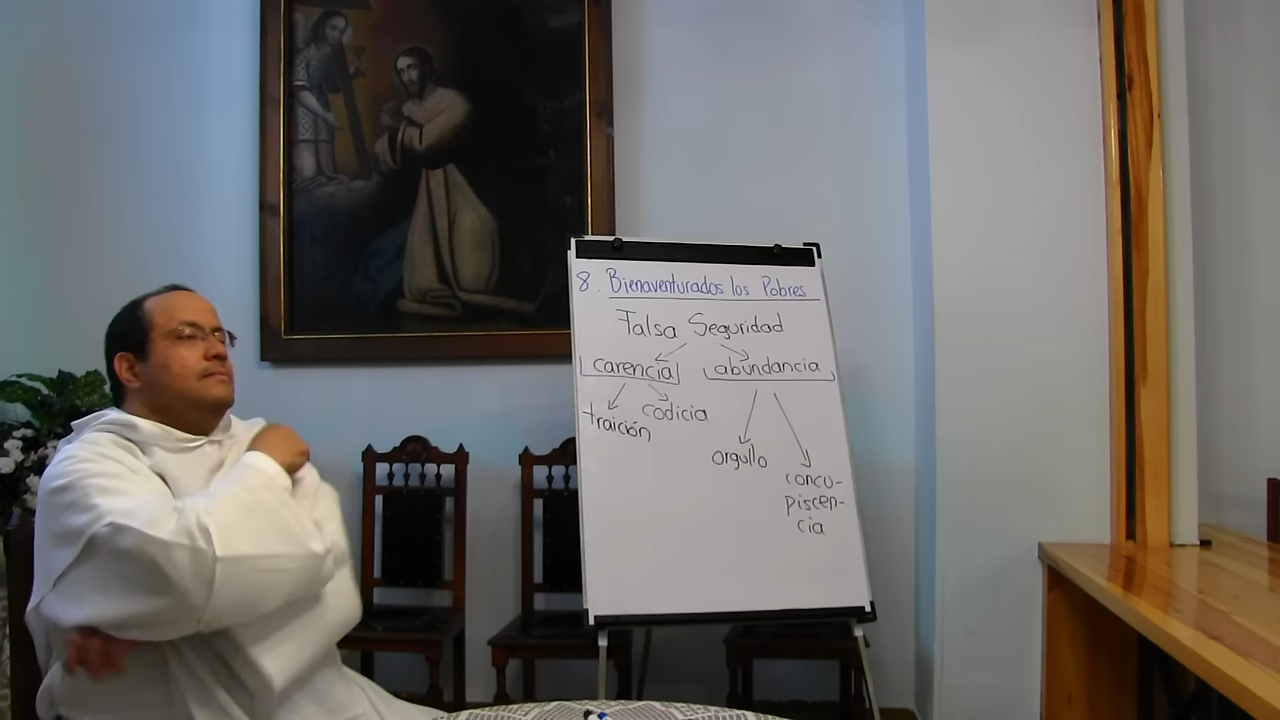 8. Bienaventurados los Pobres
Falsa Seguridad
carencia abundancia
traición codicia
orgullo
concu-
piscen-
cia